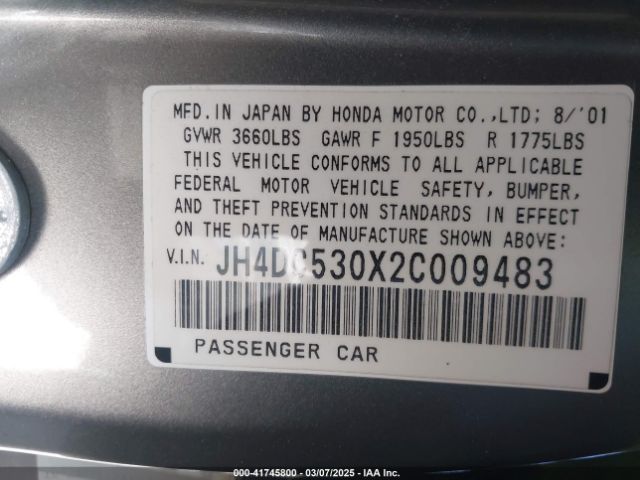 MFD.IN JAPAN BY HONDA MOTOR CO.,LTD; 8/'01
GVWR 3660LBS GAWR F 1950LBS R 1775LBS
THIS VEHICLE CONFORMS TO ALL APPLICABLE
FEDERAL MOTOR VEHICLE SAFETY, BUMPER,
AND THEFT PREVENTION STANDARDS IN EFFECT
ON THE DATE OF MANUFACTURE SHOWN ABOVE:
V.I.N. JH4DC530X2C009483
PASSENGER CAR
© IAA - 41745800 - 03/07/2025 - IAAI.com